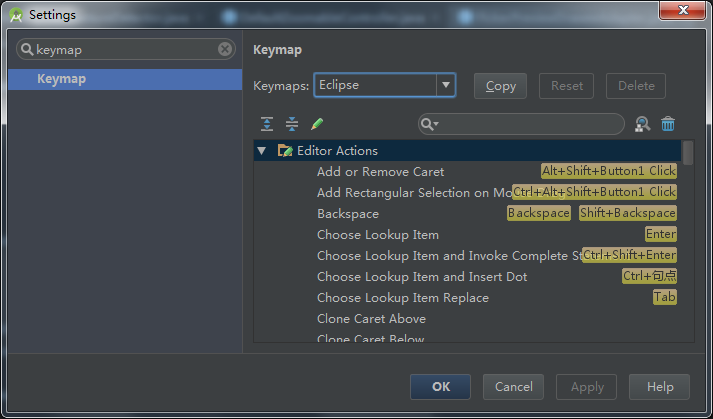 Settings
keymap
Keymap
Keymap
Keymaps: Eclipse Copy Reset Delete
Editor Actions
Add or Remove Caret Alt+Shift+Button1 Click
Add Rectangular Selection on Mo Ctrl+Alt+Shift+Button1 Click
Backspace Backspace Shift+Backspace
Choose Lookup Item Enter
Choose Lookup Item and Invoke Complete St Ctrl+Shift+Enter
Choose Lookup Item and Insert Dot Ctrl+句点
Choose Lookup Item Replace Tab
Clone Caret Above
Clone Caret Below
OK Cancel Apply Help